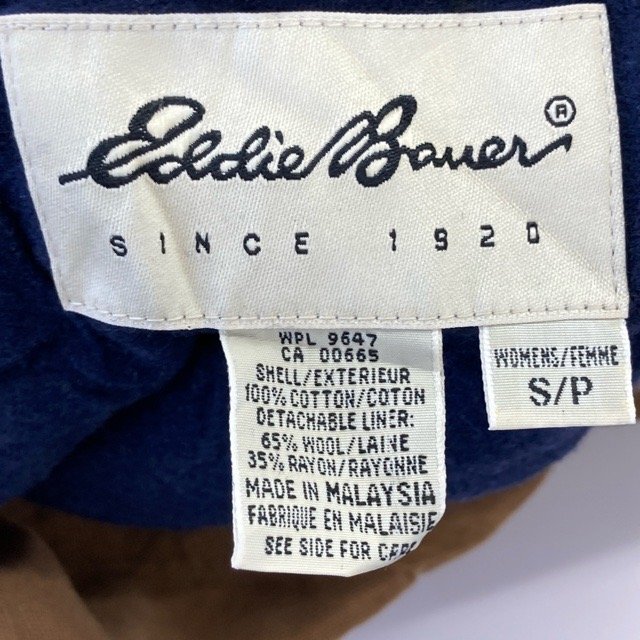 Eddie Bauer ®
SINCE 1920
WPL 9647
CA 00665
SHELL/EXTERIEUR
100% COTTON/COTON
DETACHABLE LINER:
65% WOOL/LAINE
35% RAYON/RAYONNE
MADE IN MALAYSIA
FABRIQUE EN MALAISIE
SEE SIDE FOR CARE
WOMENS/FEMME
S/P